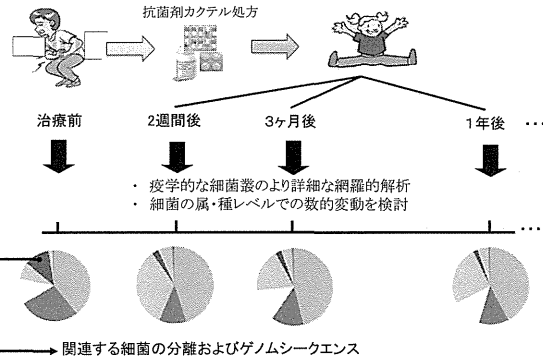 抗菌剤カクテル処方
治療前
2週間後
3ヶ月後
1年後
…
・ 疫学的な細菌叢のより詳細な網羅的解析
・ 細菌の属・種レベルでの数的変動を検討
…
関連する細菌の分離およびゲノムシークエンス